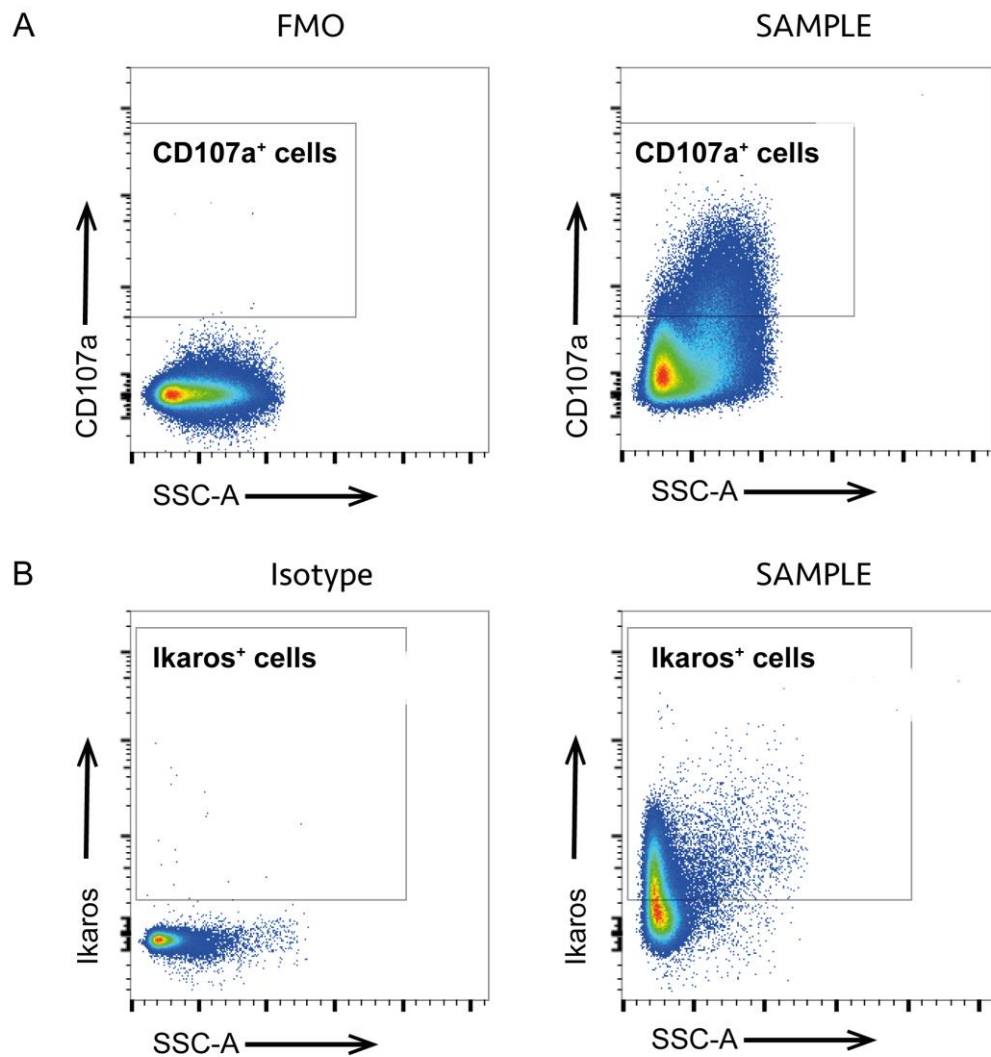 A
FMO
SAMPLE
CD107a⁺ cells
CD107a⁺ cells
CD107a
CD107a
SSC-A
SSC-A
B
Isotype
SAMPLE
Ikaros⁺ cells
Ikaros⁺ cells
Ikaros
Ikaros
SSC-A
SSC-A